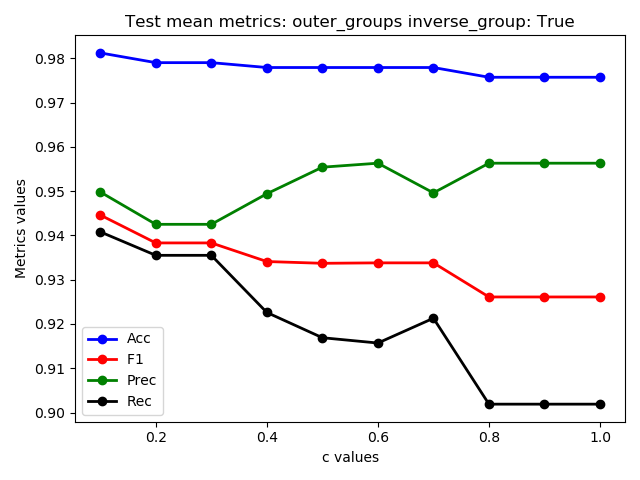 Test mean metrics: outer_groups inverse_group: True
0.98
0.97
0.96
0.95
0.94
0.93
0.92
0.91
0.90
Metrics values
Acc
F1
Prec
Rec
0.2
0.4
0.6
0.8
1.0
c values